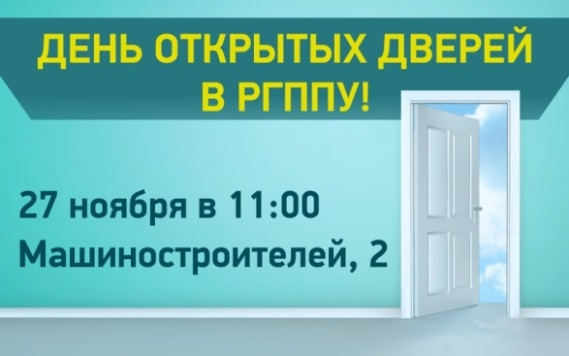 ДЕНЬ ОТКРЫТЫХ ДВЕРЕЙ
В РГППУ!
27 ноября в 11:00
Машиностроителей, 2